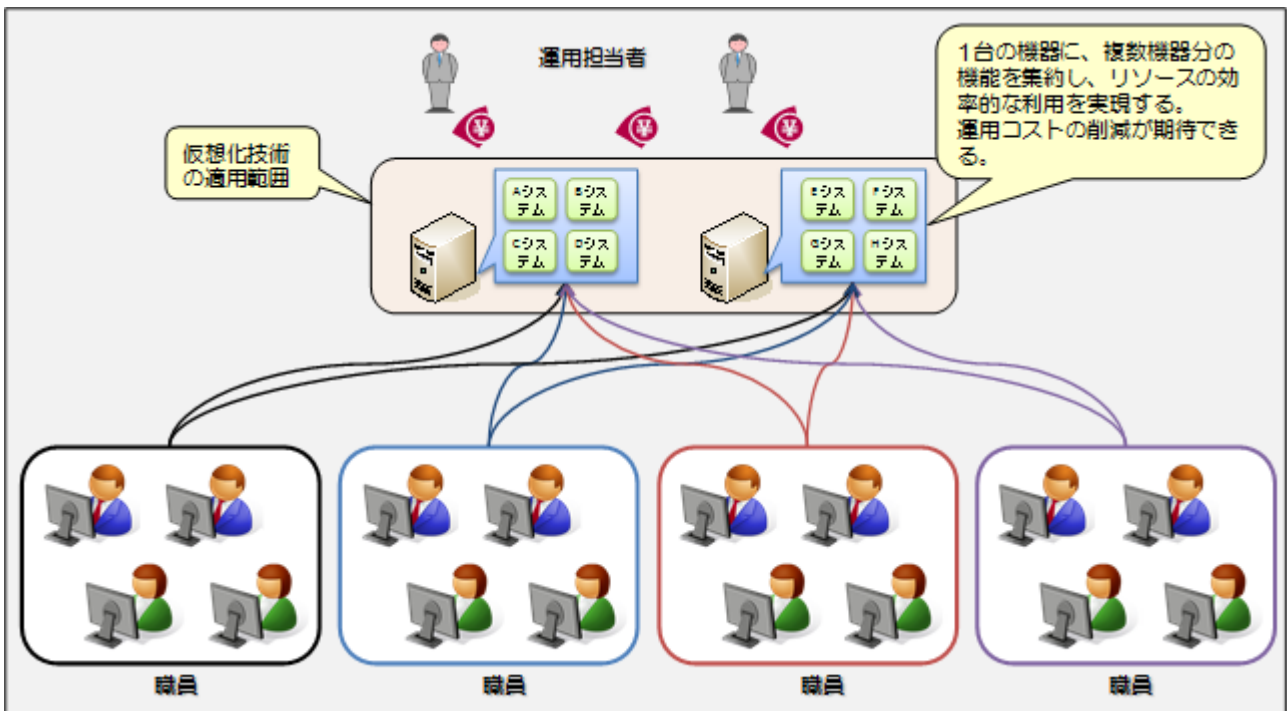 運用担当者
1台の機器に、複数機器分の
機能を集約し、リソースの効
率的な利用を実現する。
運用コストの削減が期待でき
る。
仮想化技術
の適用範囲
Aシス
テム
Bシス
テム
Cシス
テム
Dシス
テム
Eシス
テム
Fシス
テム
Gシス
テム
Hシス
テム
¥
¥
¥
職員
職員
職員
職員